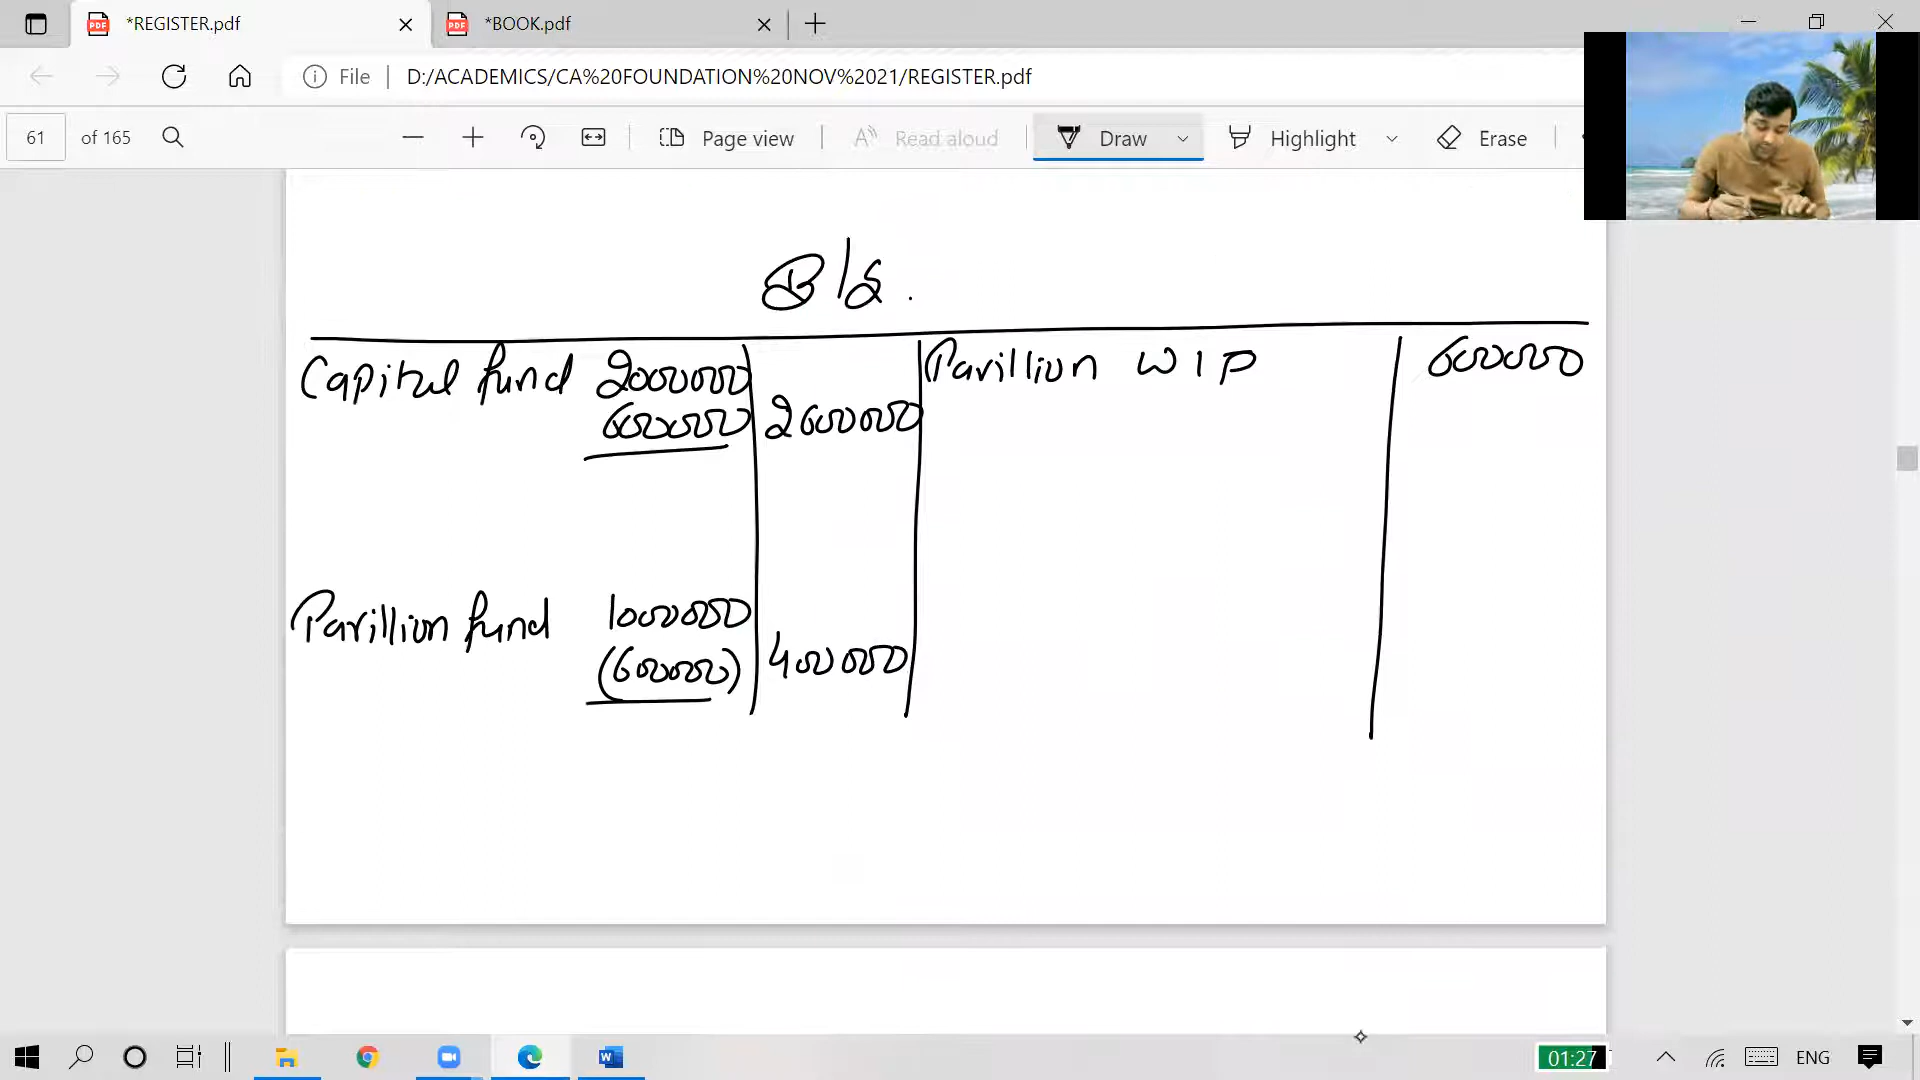 *REGISTER.pdf
*BOOK.pdf
File
D:/ACADEMICS/CA%20FOUNDATION%20NOV%2021/REGISTER.pdf
61
of 165
Page view
Read aloud
Draw
Highlight
Erase
B/S.
Capital fund 2000000
600000 2600000
Pavillion WIP 600000
Pavillion fund 1000000
(600000) 400000
01:27
ENG